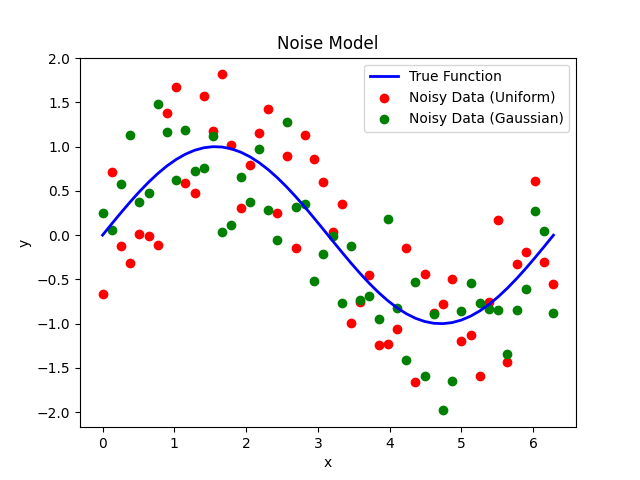 Noise Model
True Function
Noisy Data (Uniform)
Noisy Data (Gaussian)
y
2.0
1.5
1.0
0.5
0.0
−0.5
−1.0
−1.5
−2.0
0 1 2 3 4 5 6
x